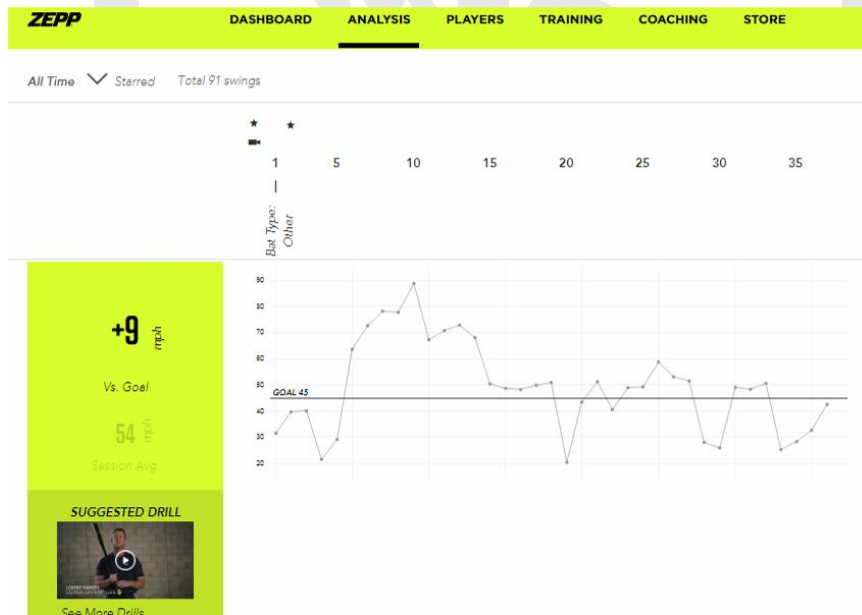 ZEPP DASHBOARD ANALYSIS PLAYERS TRAINING COACHING STORE
All Time Starred Total 91 swings
1 5 10 15 20 25 30 35
Bat Type:
Other
+9 mph
Vs. Goal
54 mph
Session Avg.
90
80
70
60
50
GOAL 45
40
30
20
SUGGESTED DRILL
LOOSE HANDS
See More Drills